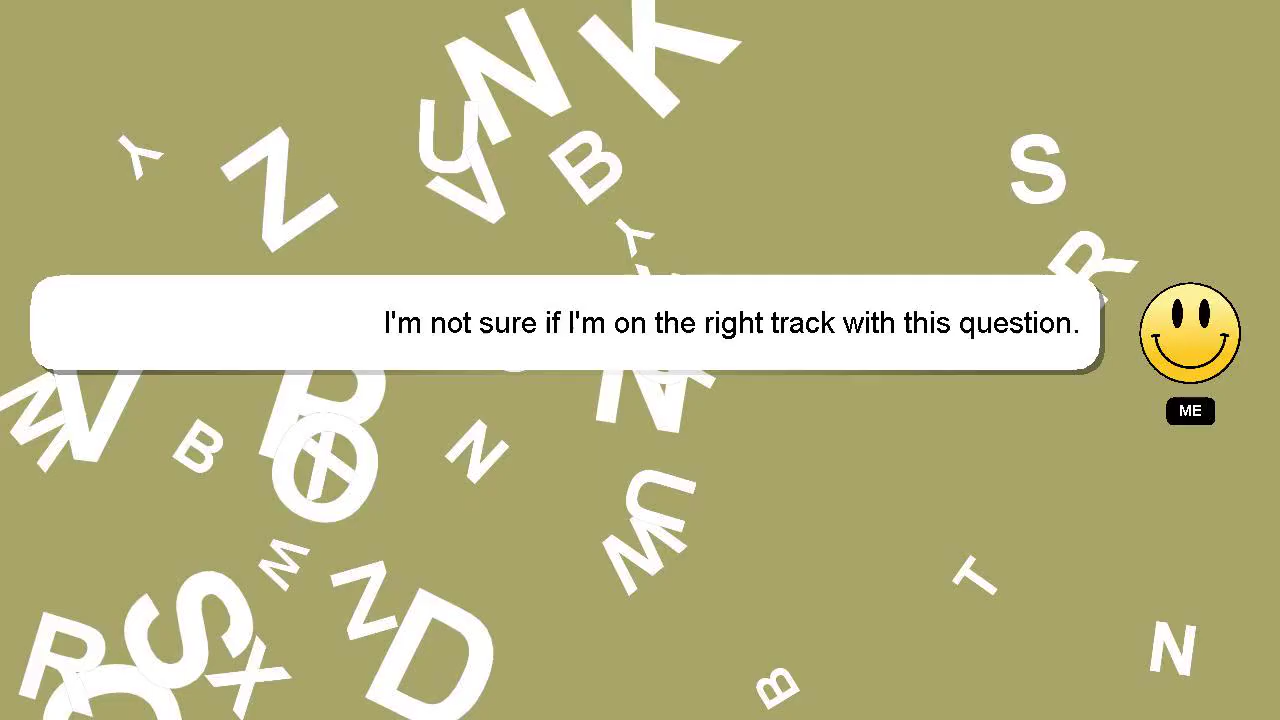 Y
Z
U
N
V
K
B
Y
S
R
I'm not sure if I'm on the right track with this question.
ME
W
V
B
R
O
X
N
N
U
W
W
Z
S
R
X
D
T
N
B